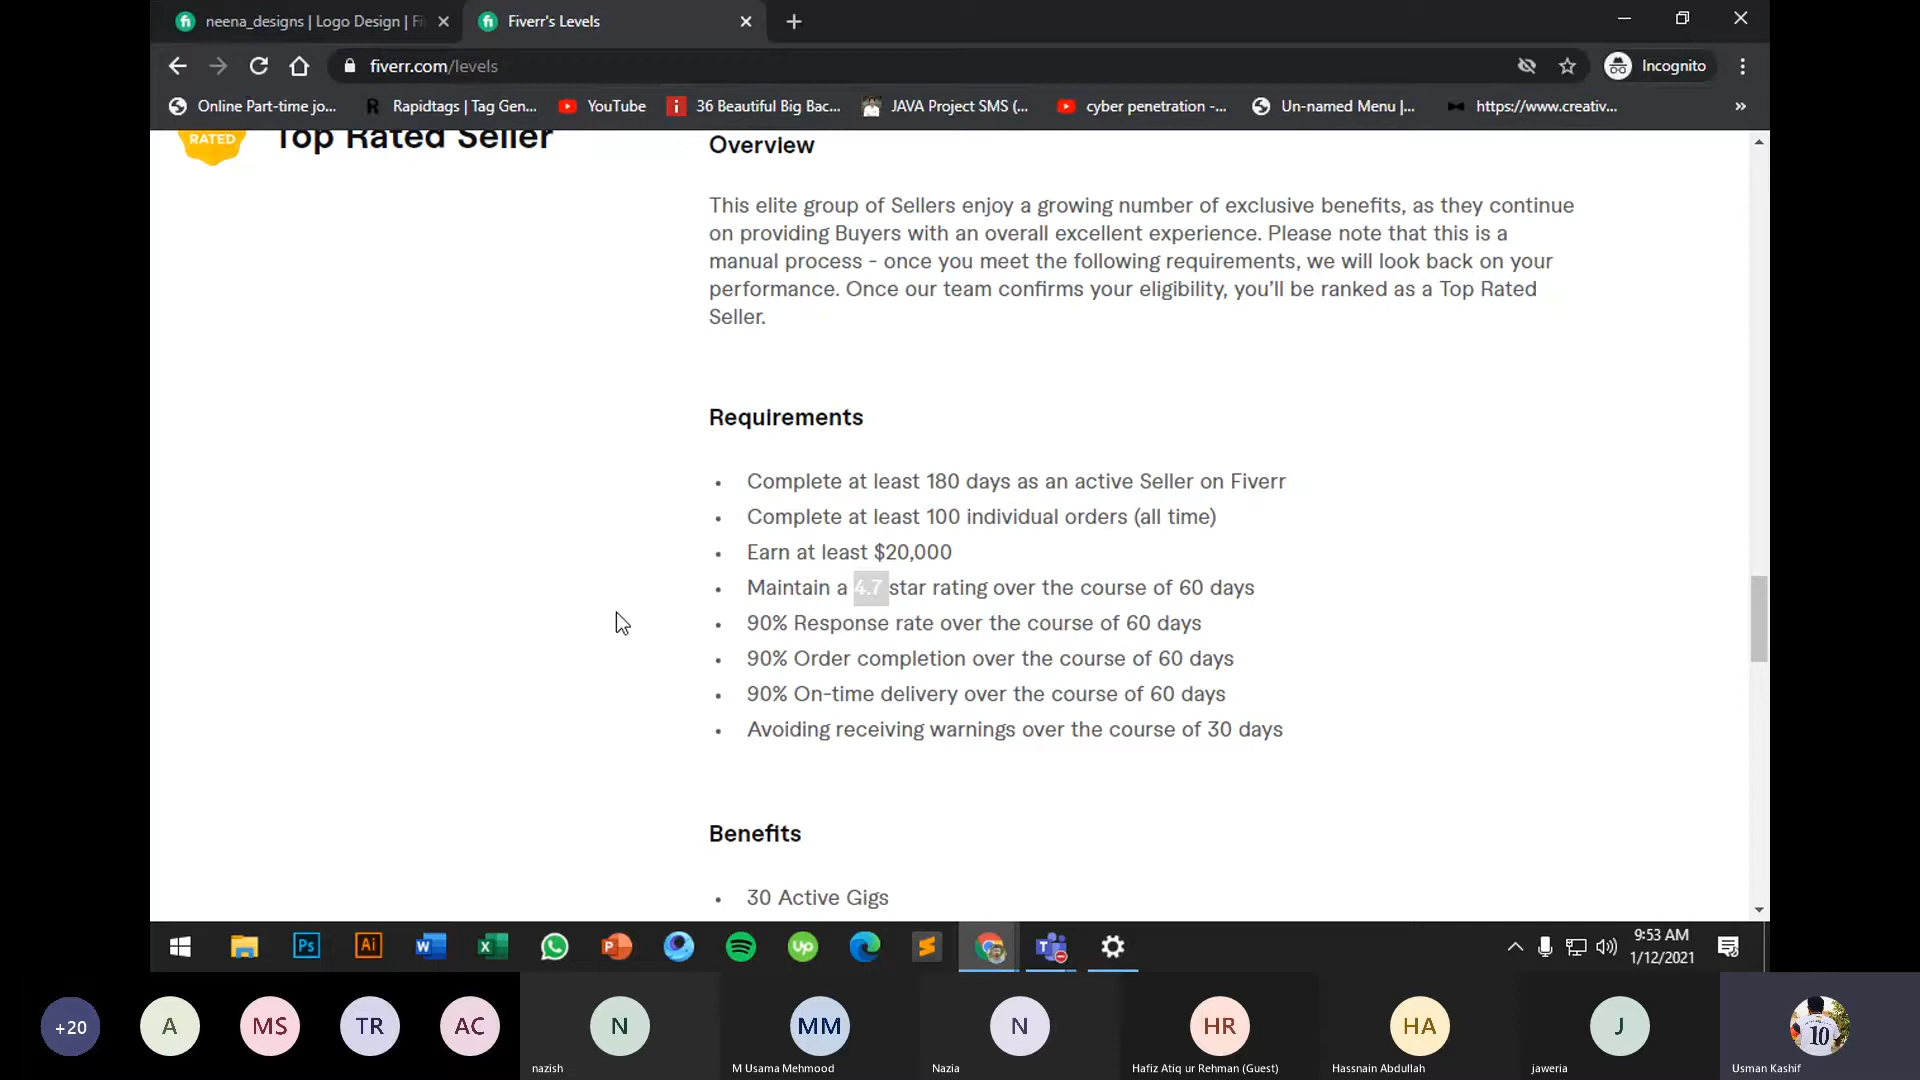 neena_designs | Logo Design | Fi
Fiverr's Levels
fiverr.com/levels
Incognito
Online Part-time jo...
R
Rapidtags | Tag Gen...
YouTube
36 Beautiful Big Bac...
JAVA Project SMS (...
cyber penetration -...
Un-named Menu |...
https://www.creativ...
»
RATED
Top Rated Seller
Overview
This elite group of Sellers enjoy a growing number of exclusive benefits, as they continue
on providing Buyers with an overall excellent experience. Please note that this is a
manual process - once you meet the following requirements, we will look back on your
performance. Once our team confirms your eligibility, you'll be ranked as a Top Rated
Seller.
Requirements
• Complete at least 180 days as an active Seller on Fiverr
• Complete at least 100 individual orders (all time)
• Earn at least $20,000
• Maintain a 4.7 star rating over the course of 60 days
• 90% Response rate over the course of 60 days
• 90% Order completion over the course of 60 days
• 90% On-time delivery over the course of 60 days
• Avoiding receiving warnings over the course of 30 days
Benefits
• 30 Active Gigs
Ps
Ai
W
X
P
Up
T
9:53 AM
1/12/2021
+20
A
MS
TR
AC
N
MM
N
HR
HA
J
10
nazish
M Usama Mehmood
Nazia
Hafiz Atiq ur Rehman (Guest)
Hassnain Abdullah
jaweria
Usman Kashif